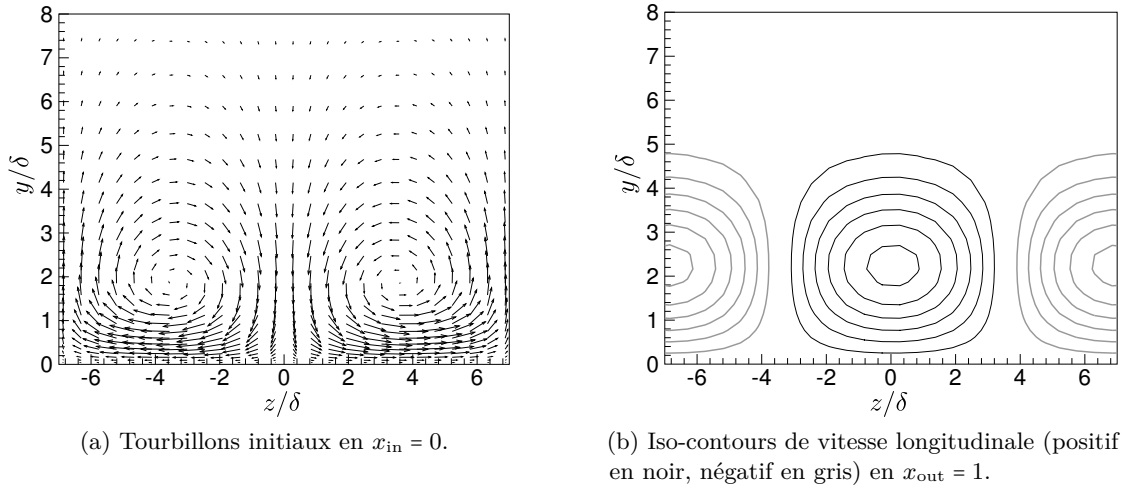 8
7
6
5
4
3
2
1
0
y/δ
-6 -4 -2 0 2 4 6
z/δ
(a) Tourbillons initiaux en x_in = 0.
8
7
6
5
4
3
2
1
0
y/δ
-6 -4 -2 0 2 4 6
z/δ
(b) Iso-contours de vitesse longitudinale (positif
en noir, négatif en gris) en x_out = 1.